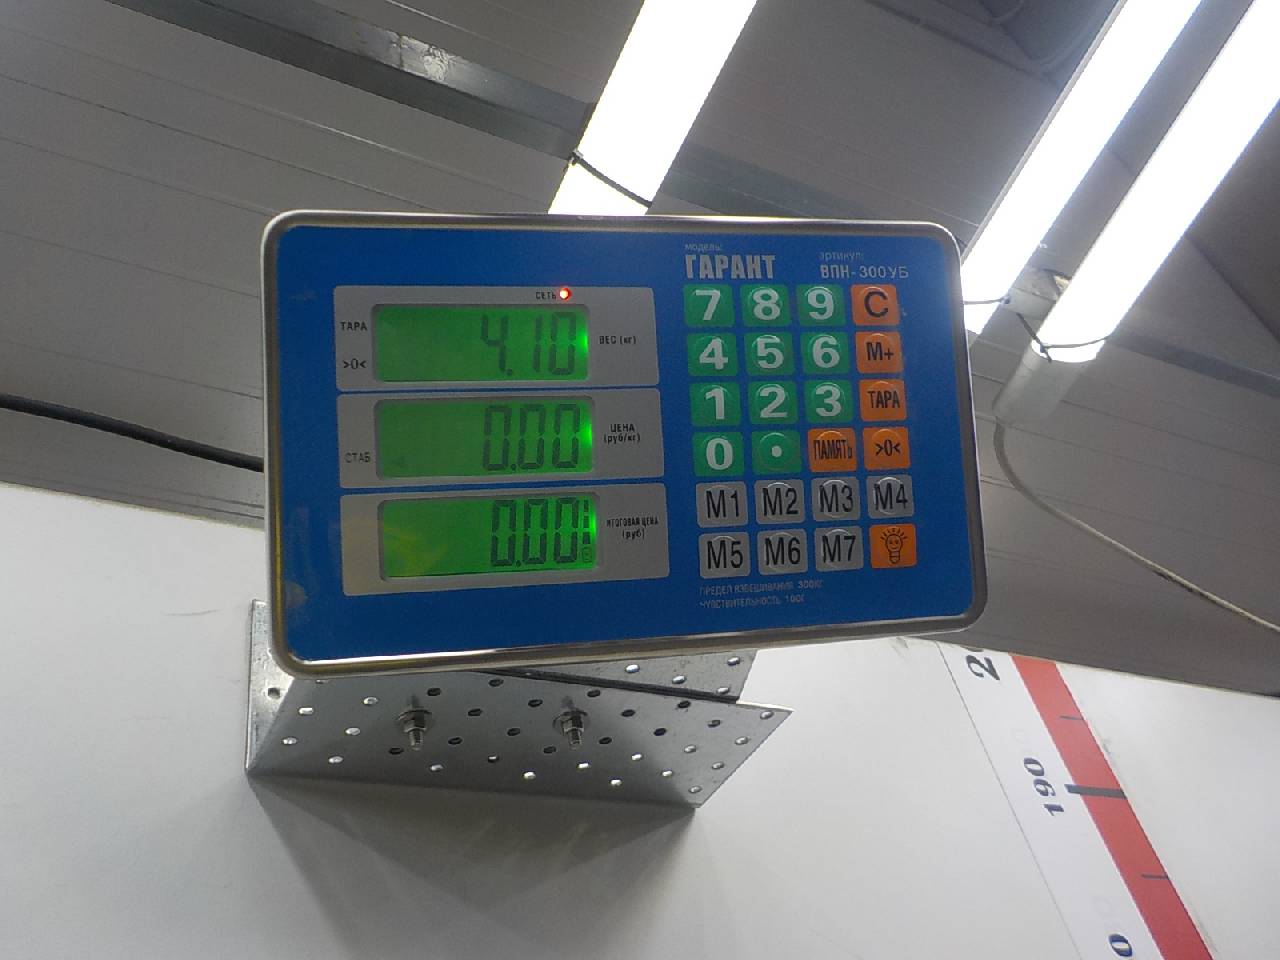 модель:
ГАРАНТ
артикул:
ВПН-300УБ
СЕТЬ
ТАРА
>0<
4.10
ВЕС (кг)
СТАБ
0.00
ЦЕНА
(руб/кг)
0.00
ИТОГОВАЯ ЦЕНА
(руб)
7 8 9 C
4 5 6 M+
1 2 3 ТАРА
0 . ПАМЯТЬ >0<
M1 M2 M3 M4
M5 M6 M7
ПРЕДЕЛ ВЗВЕШИВАНИЯ 300КГ
ЧУВСТВИТЕЛЬНОСТЬ 100Г
190